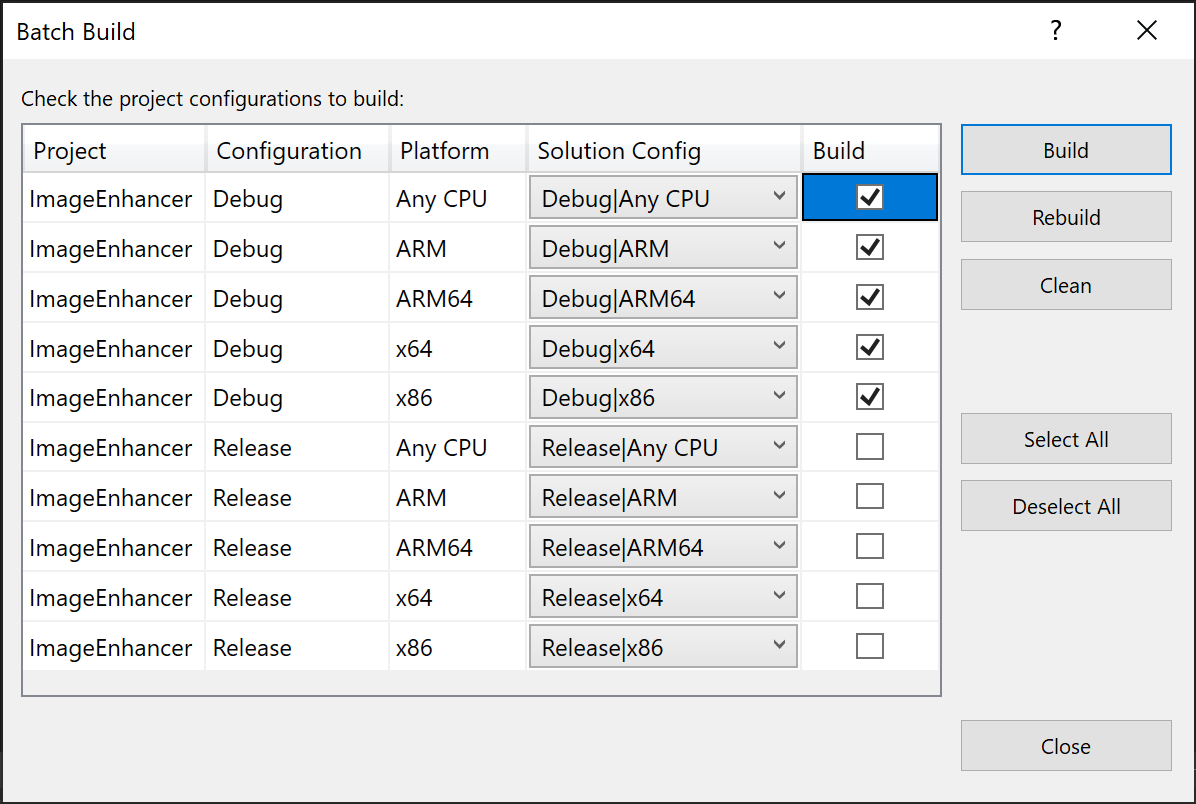 Batch Build ?
Check the project configurations to build:
Project Configuration Platform Solution Config Build
ImageEnhancer Debug Any CPU Debug|Any CPU
ImageEnhancer Debug ARM Debug|ARM
ImageEnhancer Debug ARM64 Debug|ARM64
ImageEnhancer Debug x64 Debug|x64
ImageEnhancer Debug x86 Debug|x86
ImageEnhancer Release Any CPU Release|Any CPU
ImageEnhancer Release ARM Release|ARM
ImageEnhancer Release ARM64 Release|ARM64
ImageEnhancer Release x64 Release|x64
ImageEnhancer Release x86 Release|x86
Build
Rebuild
Clean
Select All
Deselect All
Close